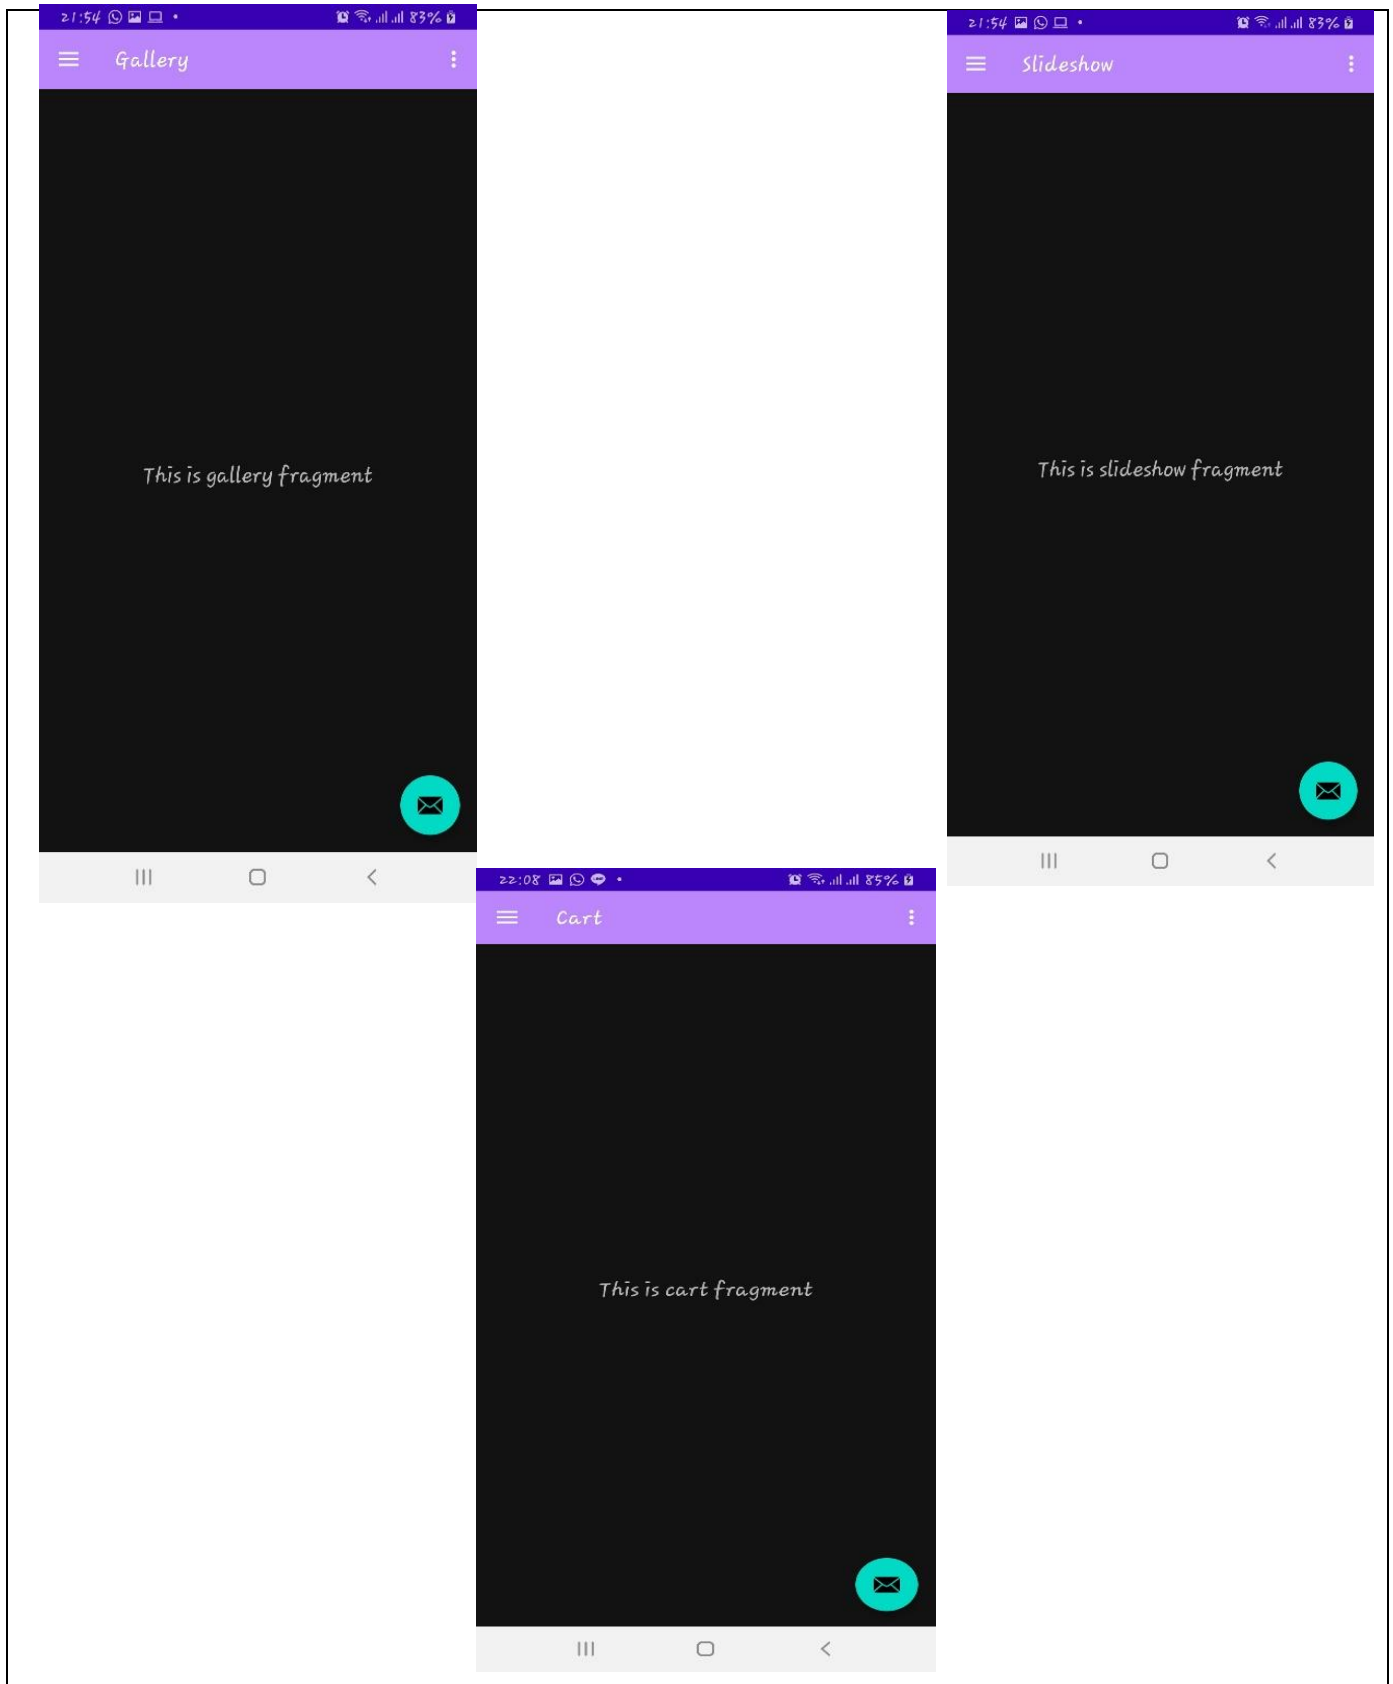 21:54
83%
Gallery
This is gallery fragment
21:54
83%
Slideshow
This is slideshow fragment
22:08
85%
Cart
This is cart fragment